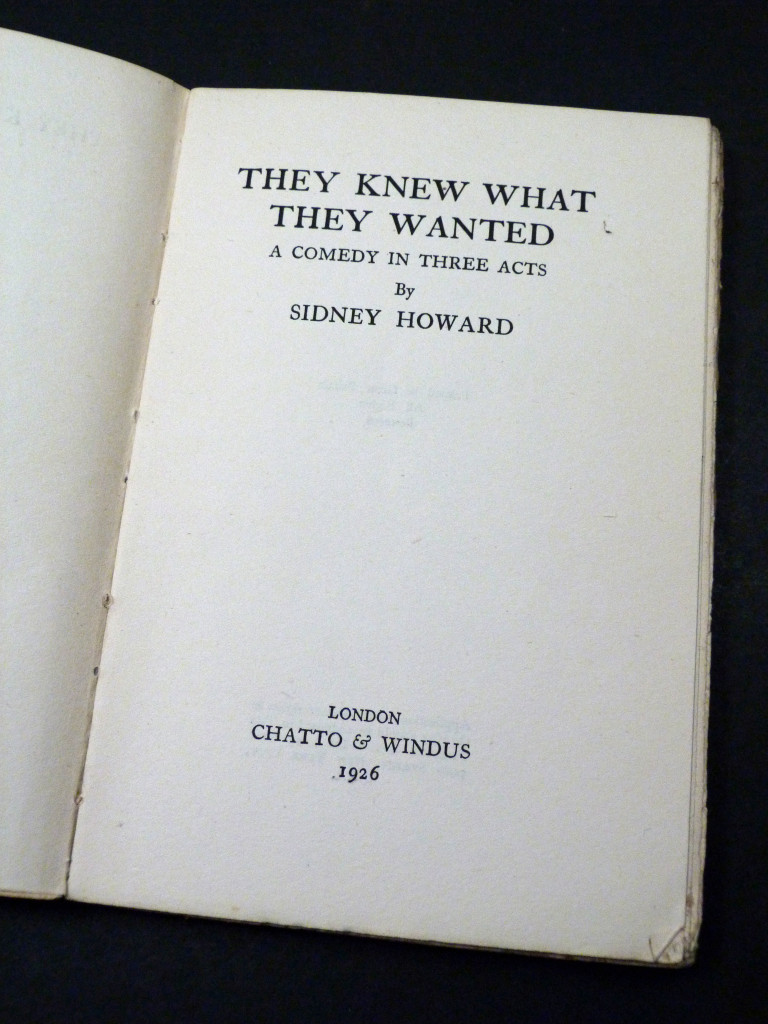 THEY KNEW WHAT
THEY WANTED
A COMEDY IN THREE ACTS
By
SIDNEY HOWARD
LONDON
CHATTO & WINDUS
1926